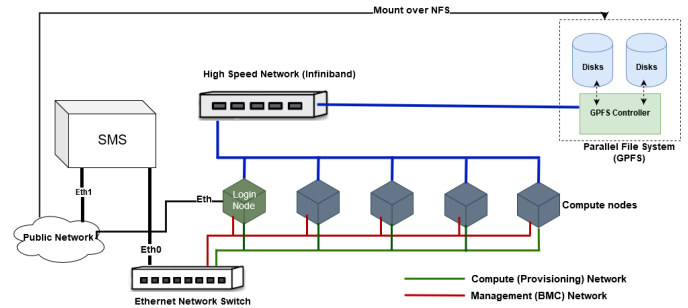 Mount over NFS
Disks
Disks
High Speed Network (Infiniband)
GPFS Controller
SMS
Parallel File System
(GPFS)
Eth1
Eth
Login
Node
Compute nodes
Public Network
Eth0
Compute (Provisioning) Network
Management (BMC) Network
Ethernet Network Switch